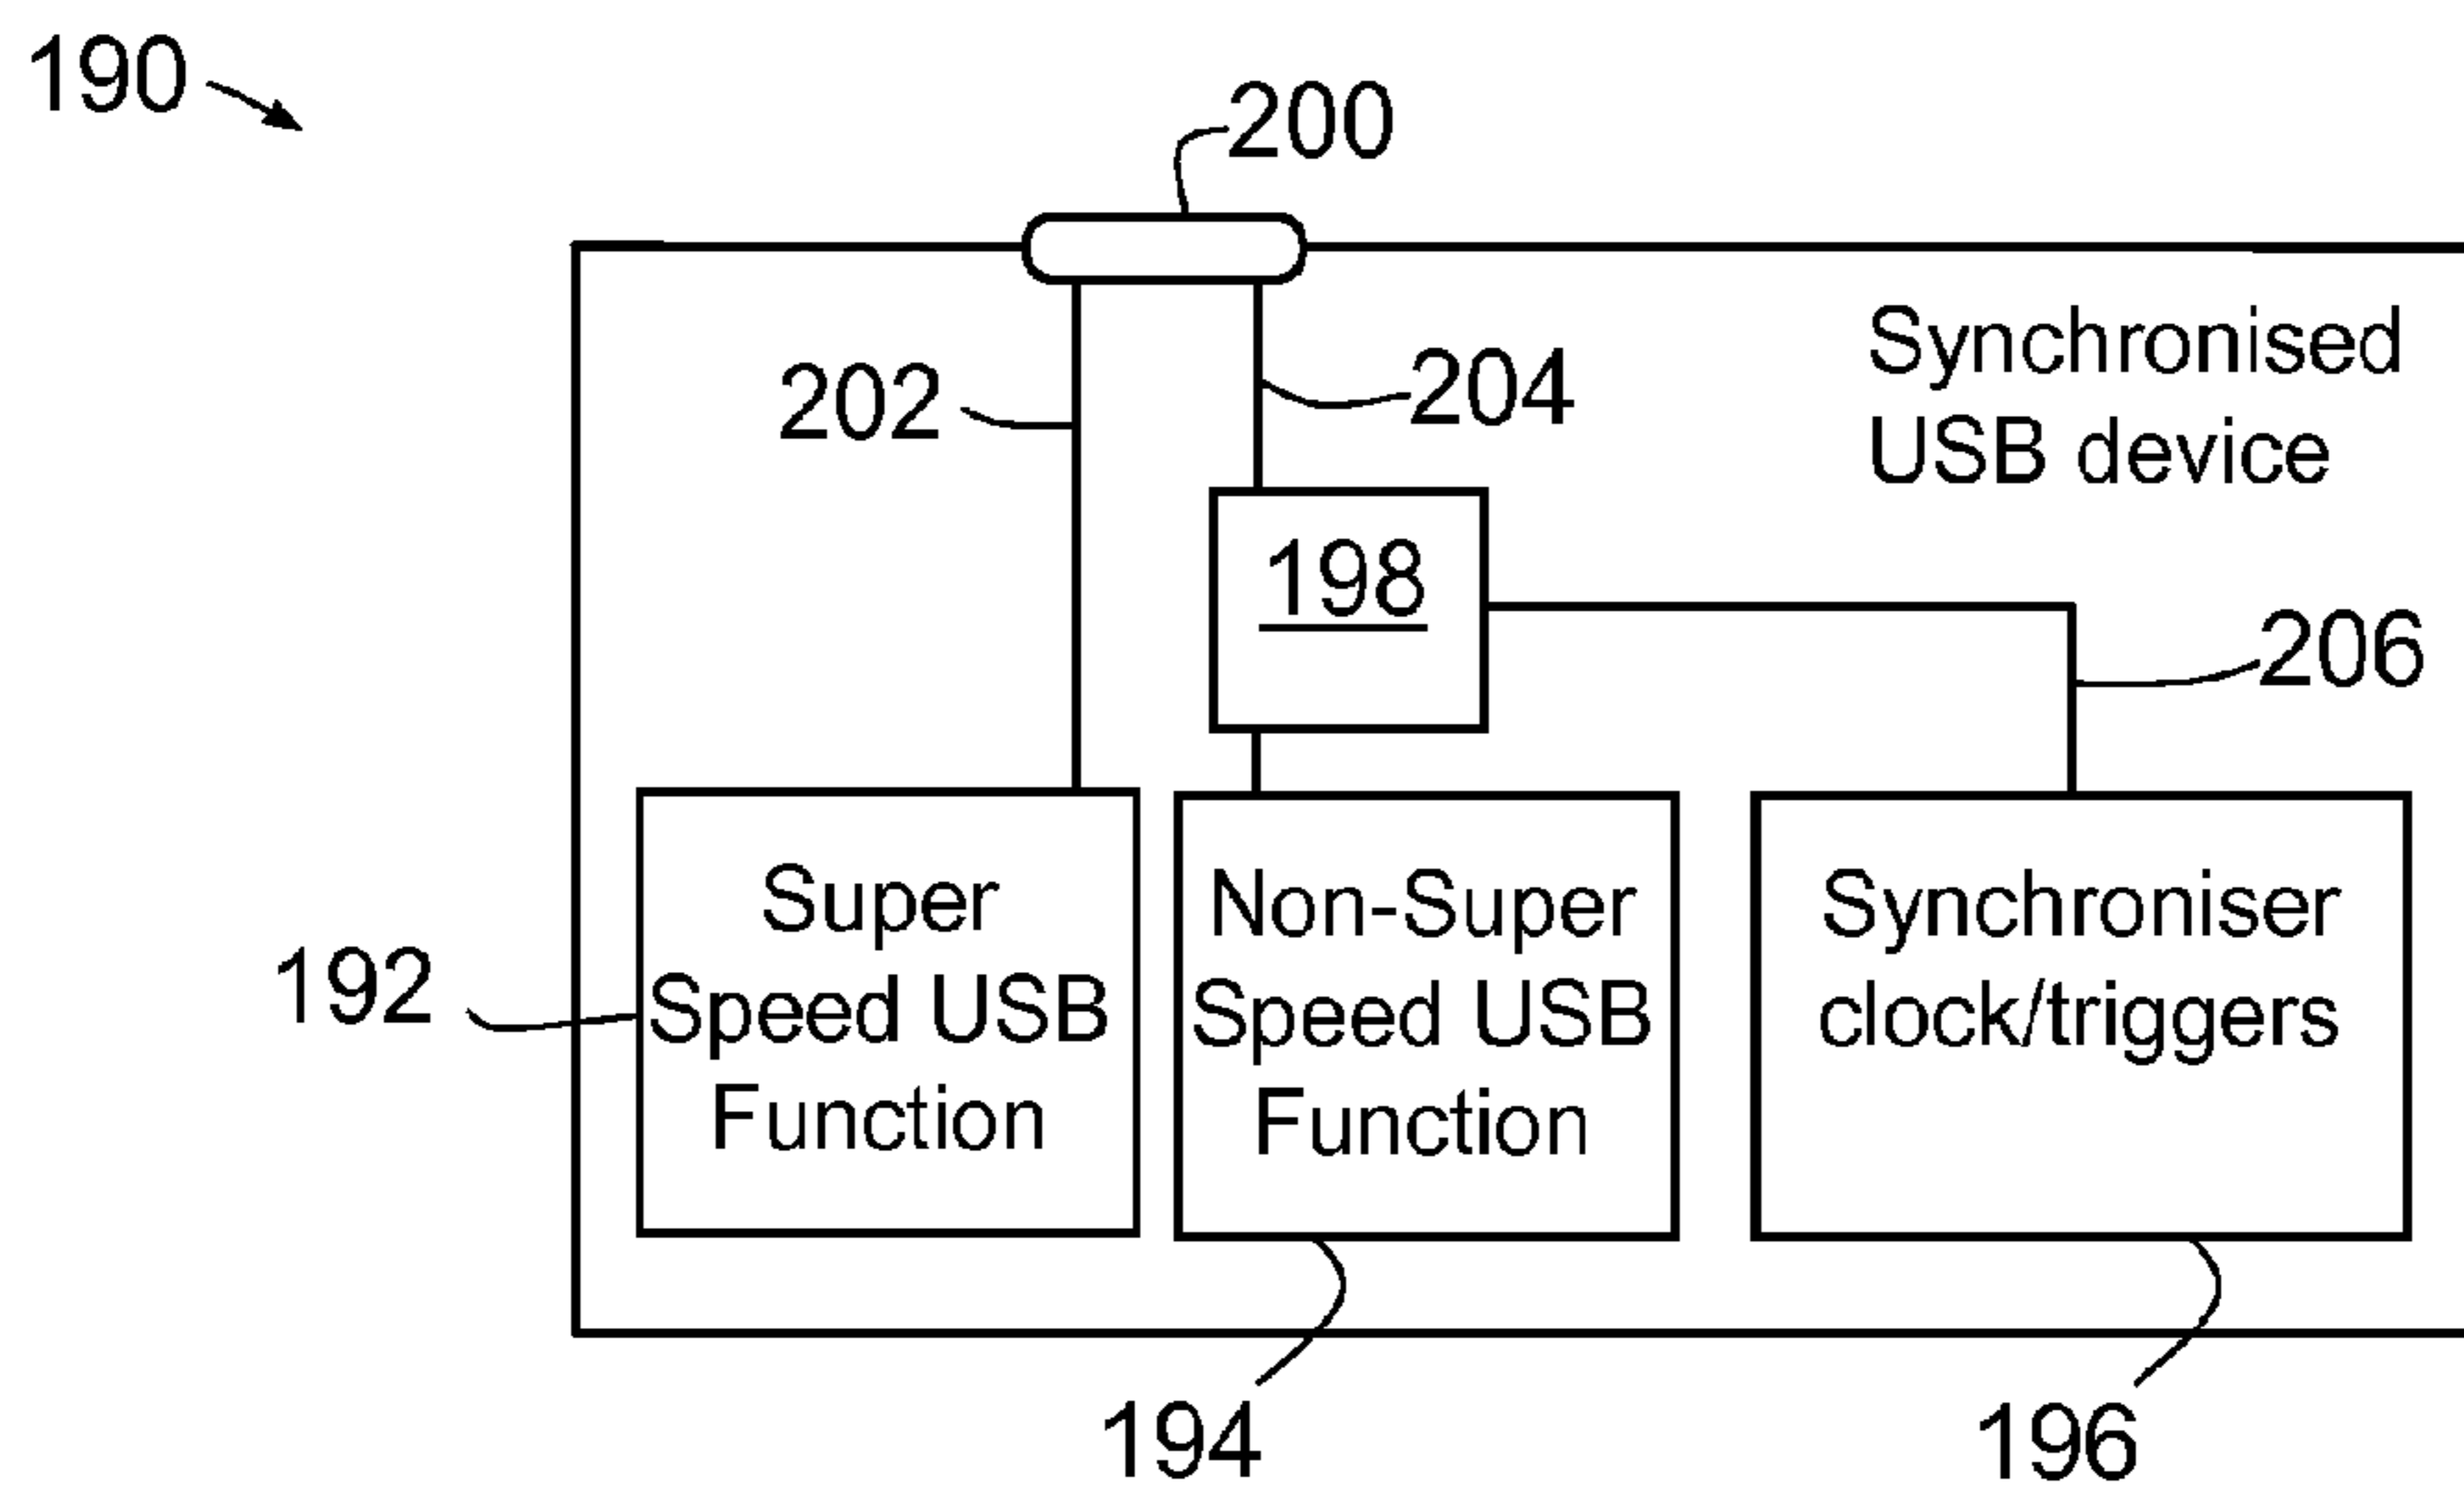 190
200
Synchronised
USB device
202
204
198
206
Super
Speed USB
Function
Non-Super
Speed USB
Function
Synchroniser
clock/triggers
192
194
196